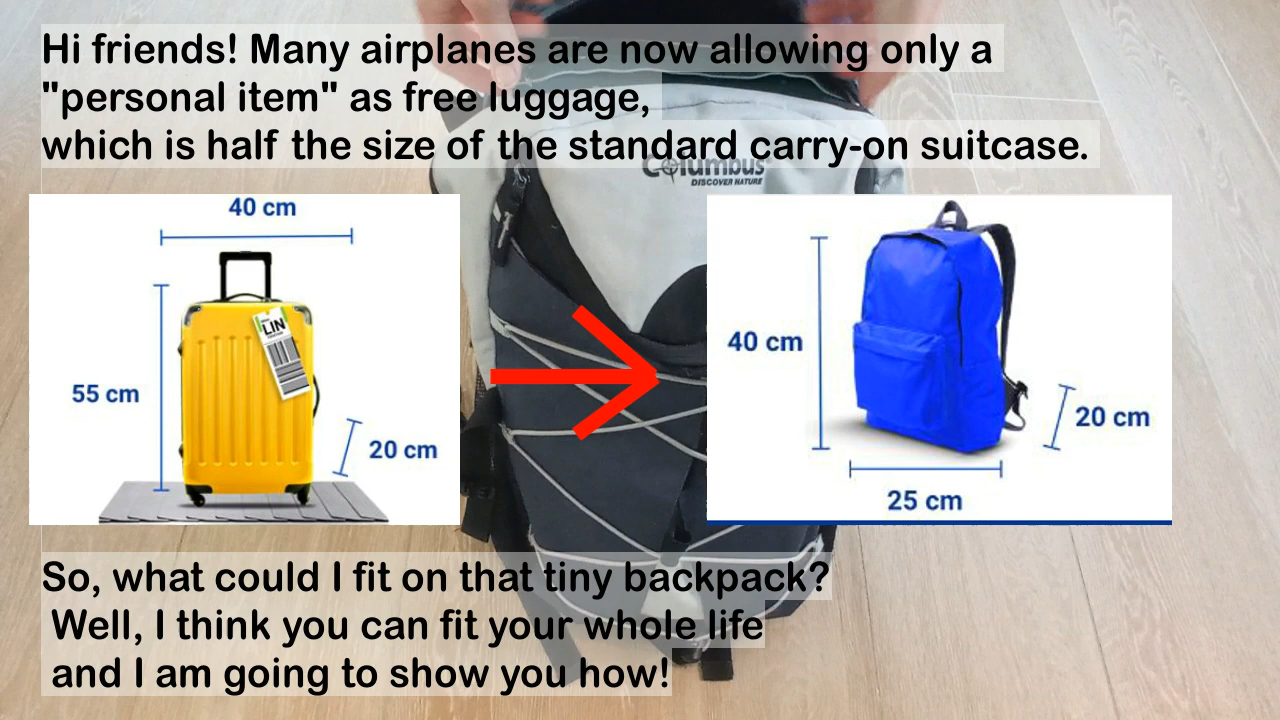 Hi friends! Many airplanes are now allowing only a
"personal item" as free luggage,
which is half the size of the standard carry-on suitcase.
Columbus
DISCOVER NATURE
40 cm
LIN
55 cm
20 cm
40 cm
20 cm
25 cm
So, what could I fit on that tiny backpack?
Well, I think you can fit your whole life
and I am going to show you how!